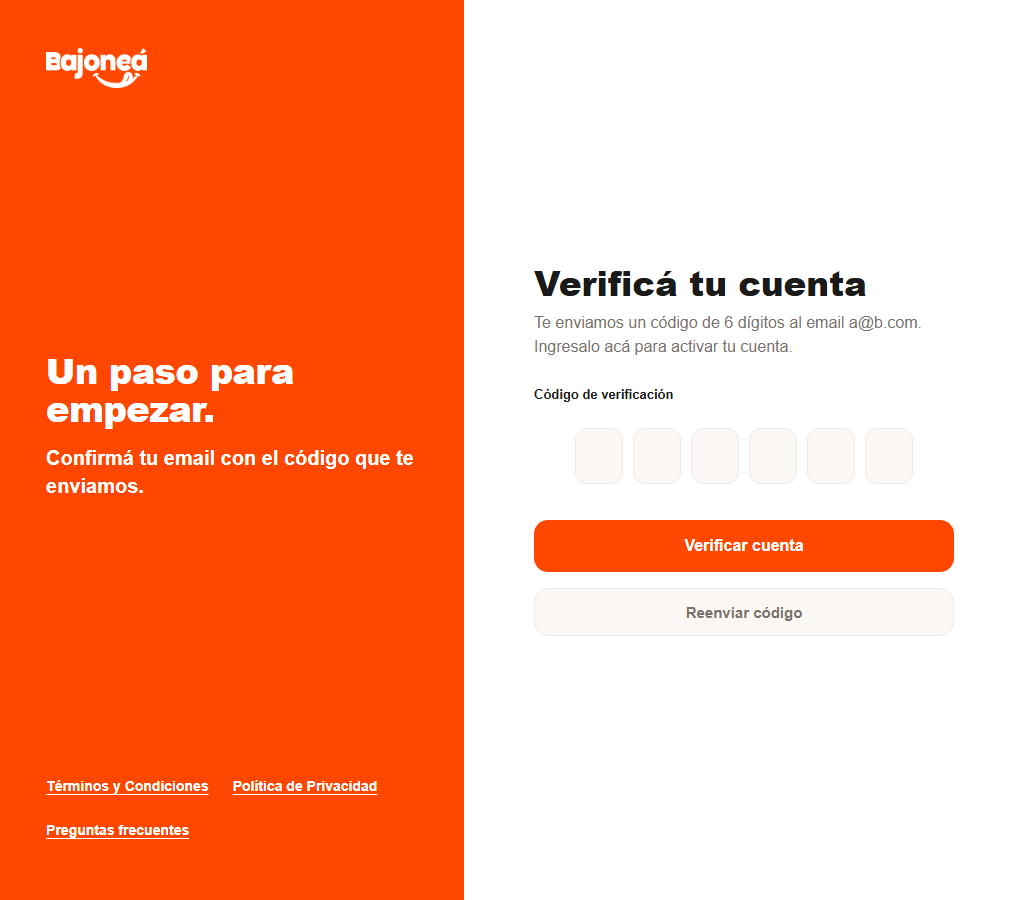 Bajoneá
Un paso para
empezar.
Confirmá tu email con el código que te
enviamos.
Términos y Condiciones
Política de Privacidad
Preguntas frecuentes
Verificá tu cuenta
Te enviamos un código de 6 dígitos al email a@b.com.
Ingresalo acá para activar tu cuenta.
Código de verificación
Verificar cuenta
Reenviar código